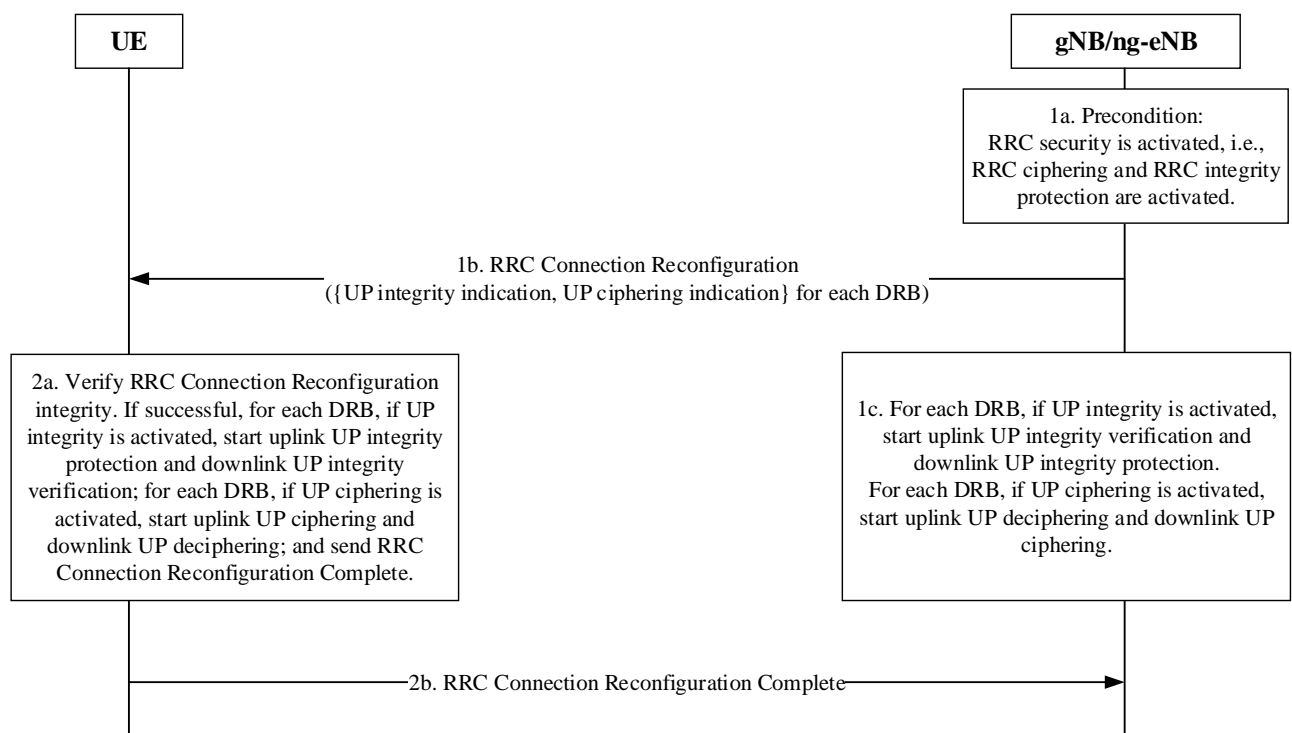 UE
gNB/ng-eNB
1a. Precondition:
RRC security is activated, i.e.,
RRC ciphering and RRC integrity
protection are activated.
1b. RRC Connection Reconfiguration
({UP integrity indication, UP ciphering indication} for each DRB)
2a. Verify RRC Connection Reconfiguration
integrity. If successful, for each DRB, if UP
integrity is activated, start uplink UP integrity
protection and downlink UP integrity
verification; for each DRB, if UP ciphering is
activated, start uplink UP ciphering and
downlink UP deciphering; and send RRC
Connection Reconfiguration Complete.
1c. For each DRB, if UP integrity is activated,
start uplink UP integrity verification and
downlink UP integrity protection.
For each DRB, if UP ciphering is activated,
start uplink UP deciphering and downlink UP
ciphering.
2b. RRC Connection Reconfiguration Complete